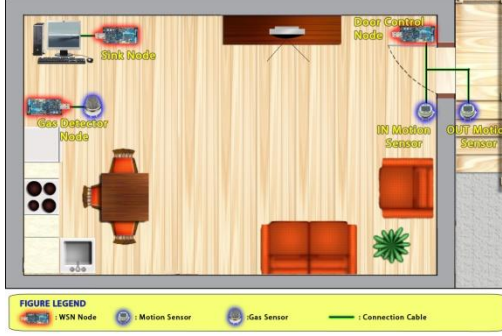 Door Control
Node
Sink Node
Gas Detector
Node
IN Motion
Sensor
OUT Motion
Sensor
FIGURE LEGEND
: WSN Node
: Motion Sensor
:Gas Sensor
: Connection Cable